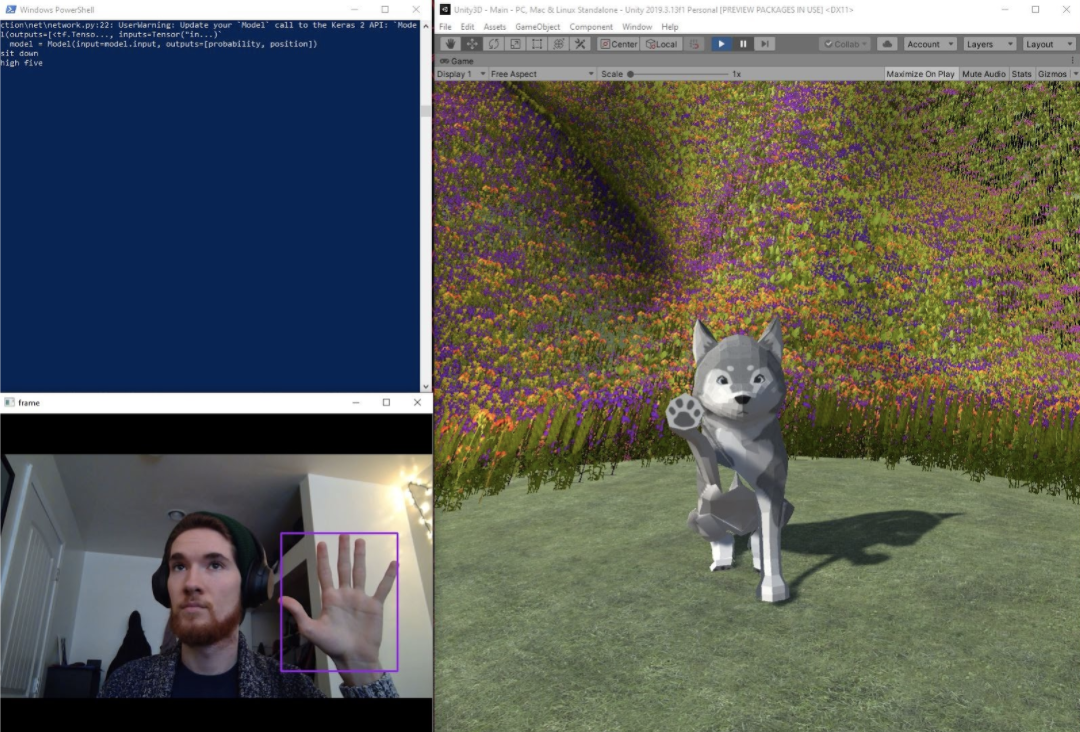 Windows PowerShell
ction\net\network.py:22: UserWarning: Update your `Model` call to the Keras 2 API: `Mode
l(outputs=[<tf.Tenso..., inputs=Tensor("in...)`
  model = Model(input=model.input, outputs=[probability, position])
sit down
high five
frame
Unity3D - Main - PC, Mac & Linux Standalone - Unity 2019.3.13f1 Personal [PREVIEW PACKAGES IN USE] <DX11>
File Edit Assets GameObject Component Window Help
Center Local Collab Account Layers Layout
Game
Display 1 Free Aspect Scale 1x Maximize On Play Mute Audio Stats Gizmos